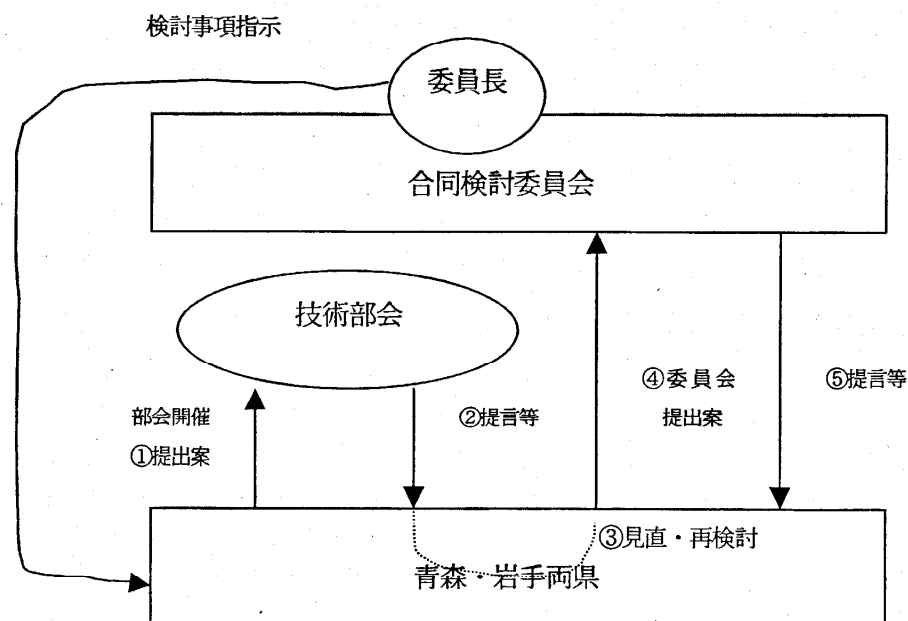 検討事項指示
委員長
合同検討委員会
技術部会
部会開催
①提出案
②提言等
④委員会
提出案
⑤提言等
③見直・再検討
青森・岩手両県